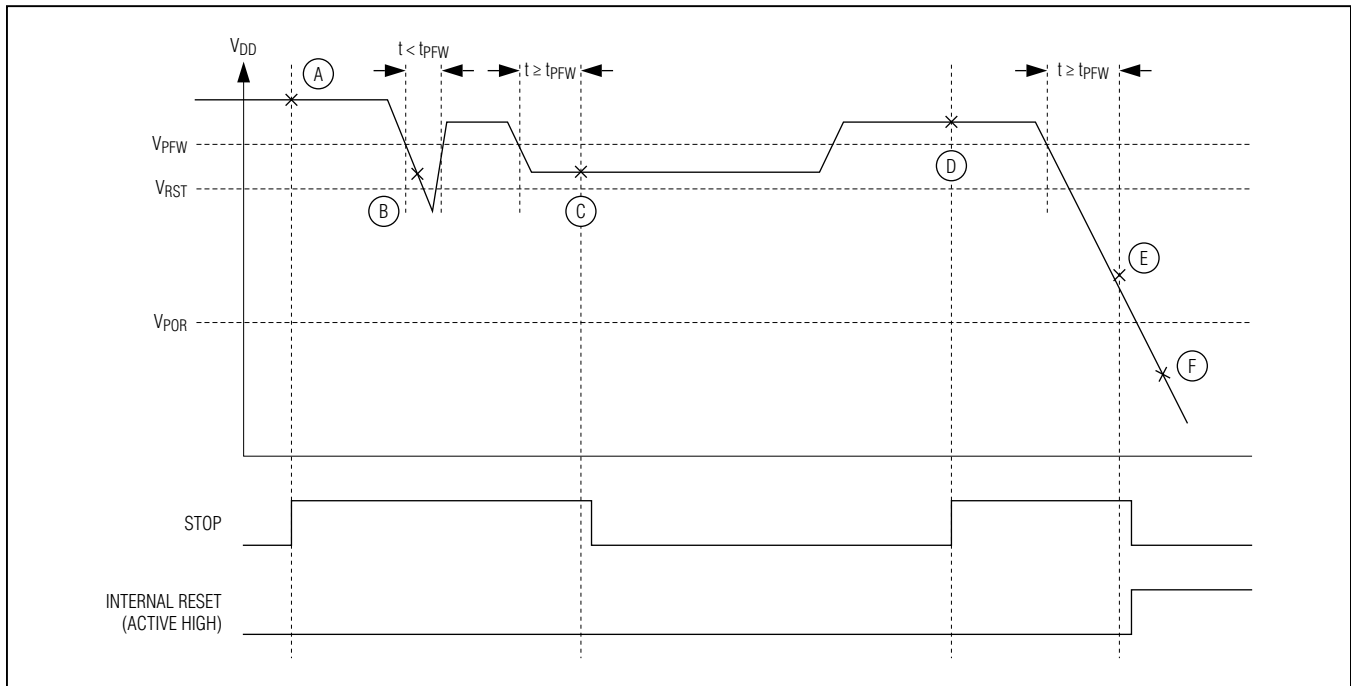 VDD
t < tPFW
t ≥ tPFW
t ≥ tPFW
A
VPFW
VRST
B
C
D
E
VPOR
F
STOP
INTERNAL RESET
(ACTIVE HIGH)